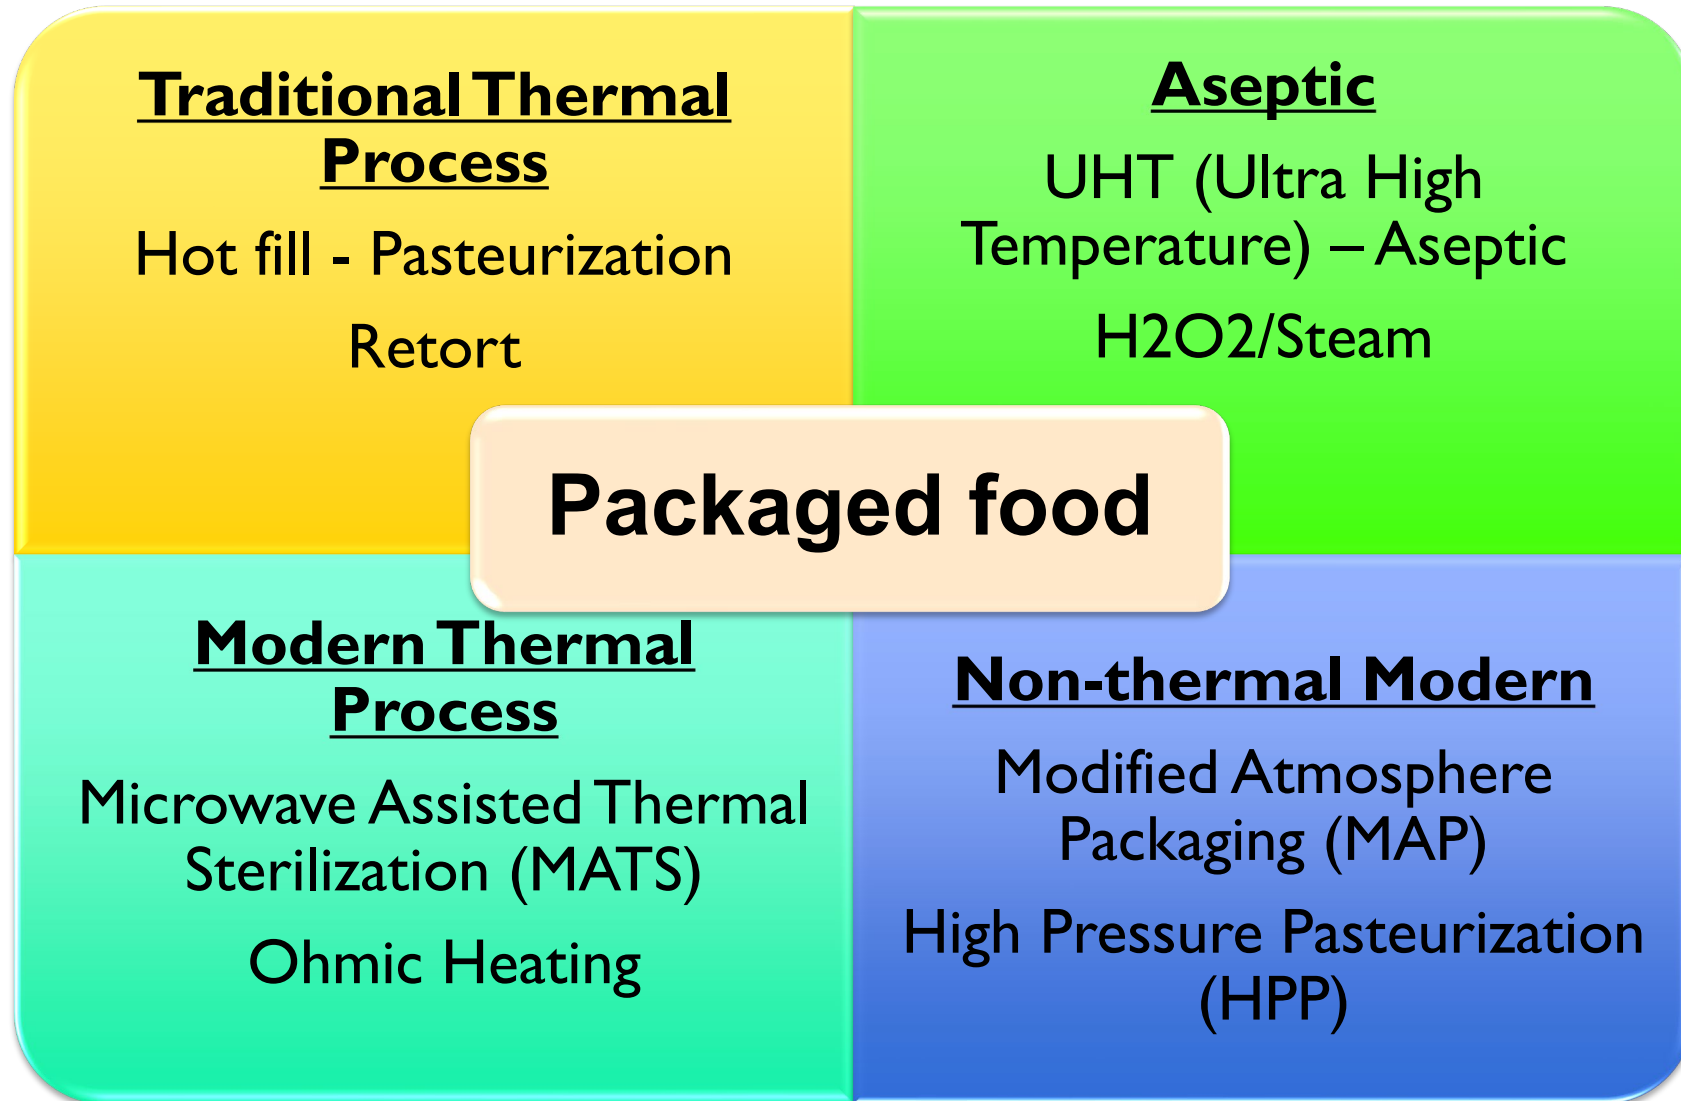 Traditional Thermal
Process
Hot fill - Pasteurization
Retort
Aseptic
UHT (Ultra High
Temperature) – Aseptic
H2O2/Steam
Packaged food
Modern Thermal
Process
Microwave Assisted Thermal
Sterilization (MATS)
Ohmic Heating
Non-thermal Modern
Modified Atmosphere
Packaging (MAP)
High Pressure Pasteurization
(HPP)